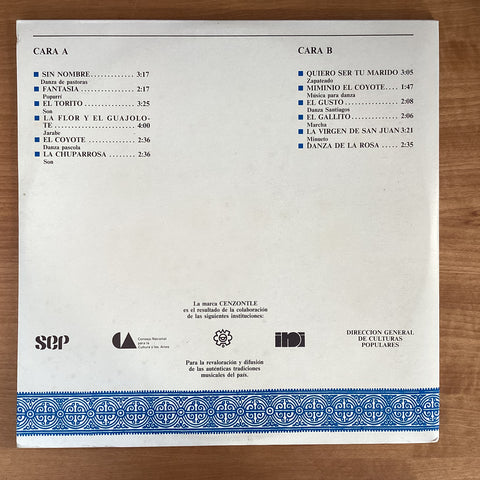 CARA A
SIN NOMBRE............. 3:17
Danza de pastoras
FANTASIA ............... 2:17
Popurrí
EL TORITO .............. 3:25
Son
LA FLOR Y EL GUAJOLO-
TE ..................... 4:00
Jarabe
EL COYOTE .............. 2:36
Danza pascola
LA CHUPARROSA ........ 2:36
Son
CARA B
QUIERO SER TU MARIDO 3:05
Zapateado
MIMINIO EL COYOTE.... 1:47
Música para danza
EL GUSTO .............. 2:08
Danza Santiagos
EL GALLITO ............ 2:06
Marcha
LA VIRGEN DE SAN JUAN 3:21
Minueto
DANZA DE LA ROSA ..... 2:35
La marca CENZONTLE
es el resultado de la colaboración
de las siguientes instituciones:
SEP
CA
Consejo Nacional
para la
Cultura y las Artes
ini
DIRECCION GENERAL
DE CULTURAS
POPULARES
Para la revaloración y difusión
de las autenticas tradiciones
musicales del país.